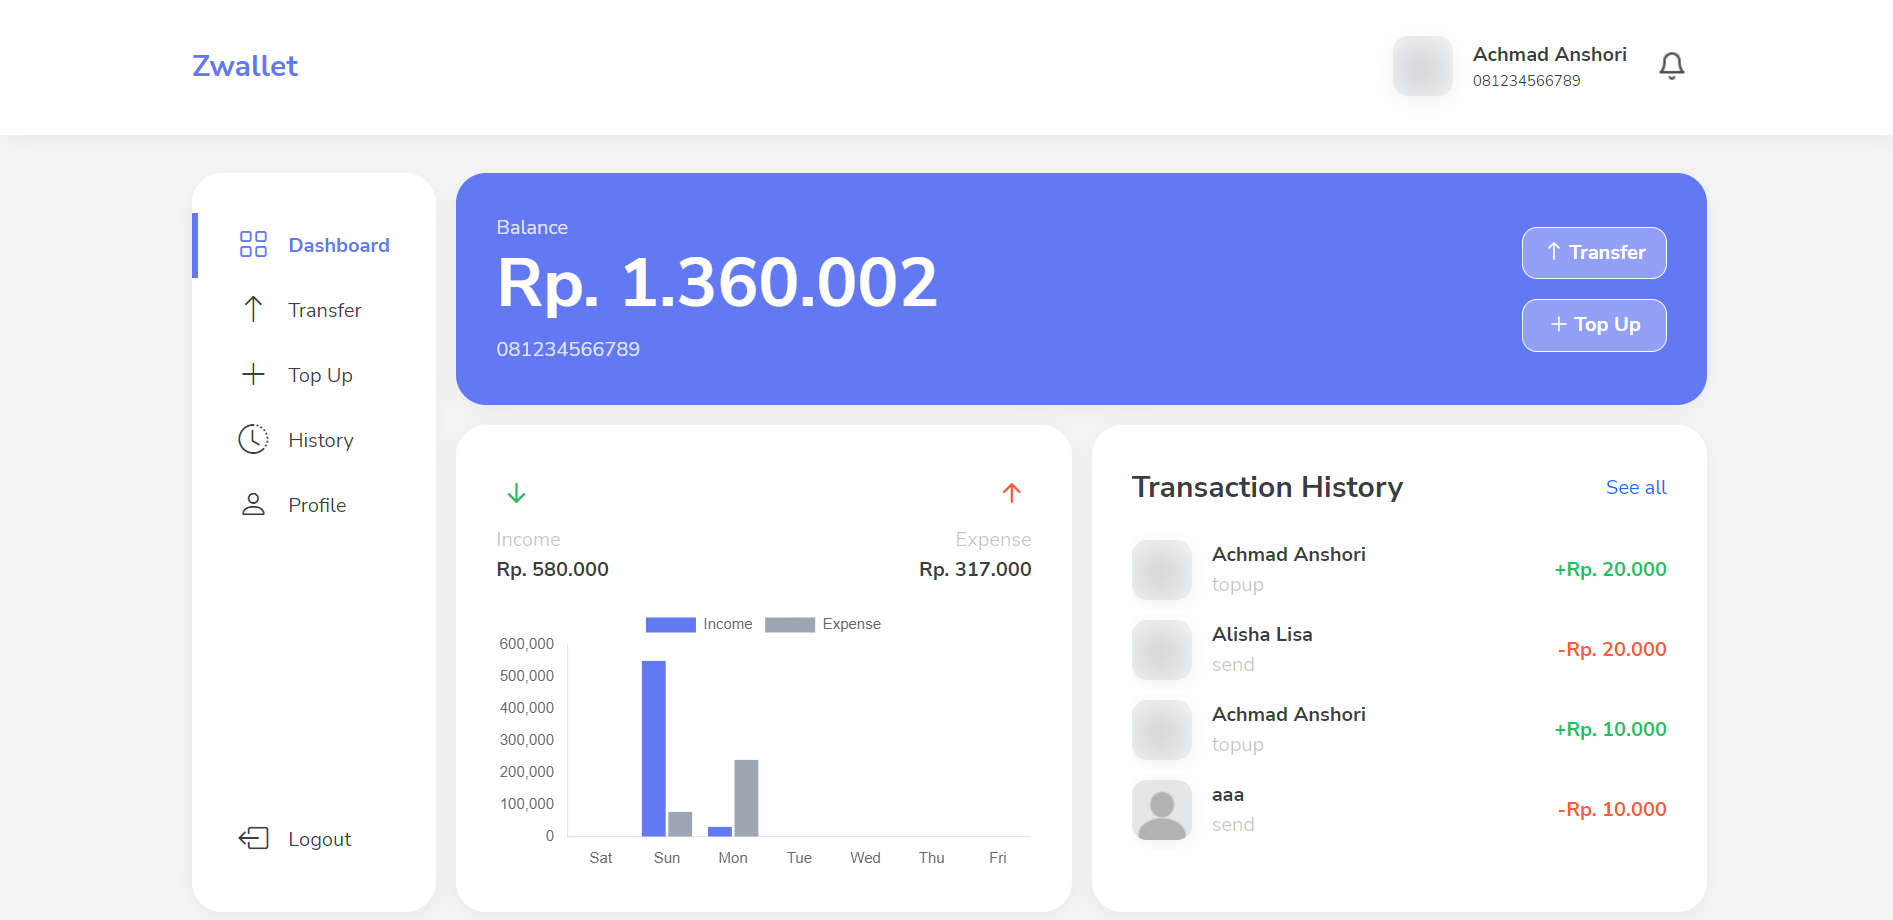 Zwallet
Achmad Anshori
081234566789
Dashboard
Transfer
Top Up
History
Profile
Logout
Balance
Rp. 1.360.002
081234566789
Transfer
Top Up
Income
Rp. 580.000
Expense
Rp. 317.000
Income Expense
600,000
500,000
400,000
300,000
200,000
100,000
0
Sat Sun Mon Tue Wed Thu Fri
Transaction History See all
Achmad Anshori
topup
+Rp. 20.000
Alisha Lisa
send
-Rp. 20.000
Achmad Anshori
topup
+Rp. 10.000
aaa
send
-Rp. 10.000